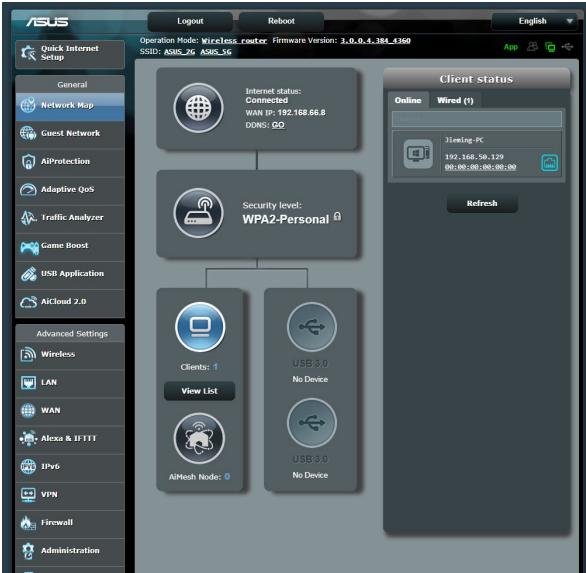 ASUS
Logout
Reboot
English
Quick Internet
Setup
Operation Mode: Wireless router Firmware Version: 3.0.0.4.384_4360
SSID: ASUS_2G ASUS_5G
App
General
Network Map
Guest Network
AiProtection
Adaptive QoS
Traffic Analyzer
Game Boost
USB Application
AiCloud 2.0
Advanced Settings
Wireless
LAN
WAN
Alexa & IFTTT
IPv6
VPN
Firewall
Administration
Internet status:
Connected
WAN IP: 192.168.66.8
DDNS: GO
Security level:
WPA2-Personal
Clients: 1
View List
AiMesh Node: 0
USB 3.0
No Device
USB 3.0
No Device
Client status
Online
Wired (1)
Jieming-PC
192.168.50.129
00:00:00:00:00:00
Refresh